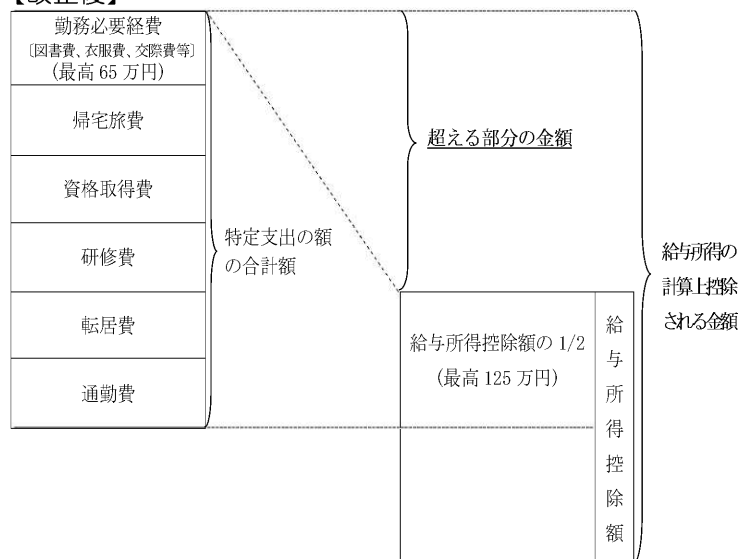 【改正後】
勤務必要経費
〔図書費、衣服費、交際費等〕
(最高 65 万円)
帰宅旅費
資格取得費
研修費
転居費
通勤費
特定支出の額
の合計額
超える部分の金額
給与所得控除額の 1/2
(最高 125 万円)
給与所得控除額
給与所得の
計算上控除
される金額